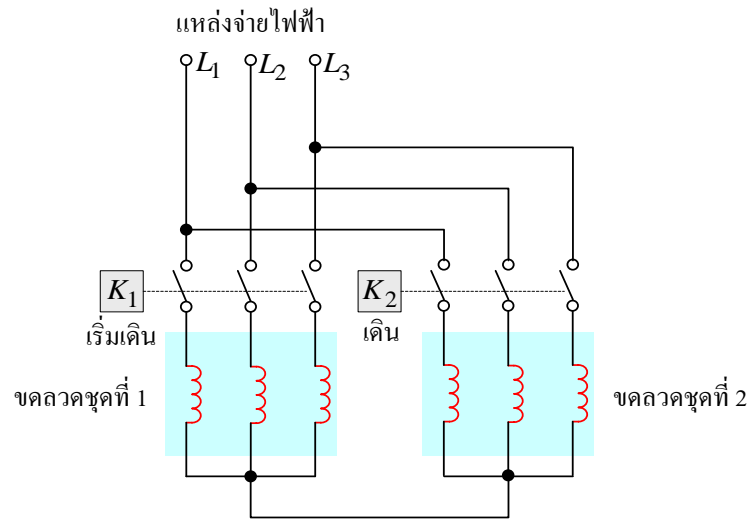 แหล่งจ่ายไฟฟ้า
L1 L2 L3
K1 K2
เริ่มเดิน เดิน
ขดลวดชุดที่ 1 ขดลวดชุดที่ 2